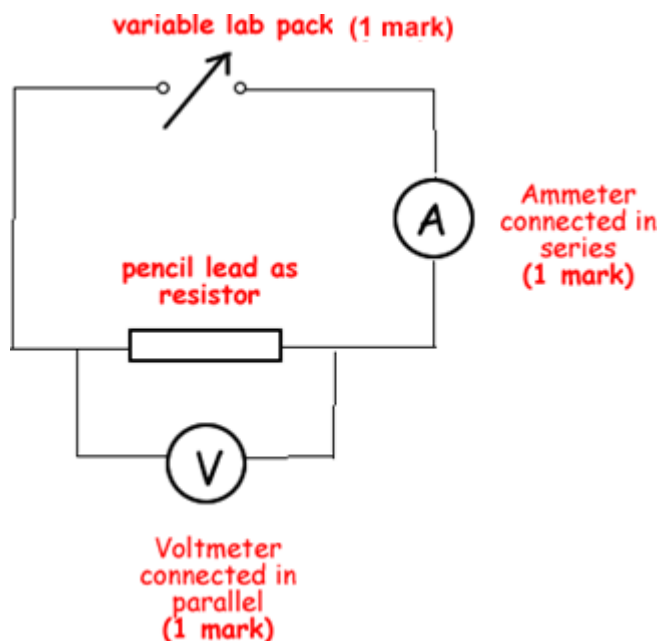 variable lab pack (1 mark)
A
Ammeter
connected in
series
(1 mark)
pencil lead as
resistor
V
Voltmeter
connected in
parallel
(1 mark)